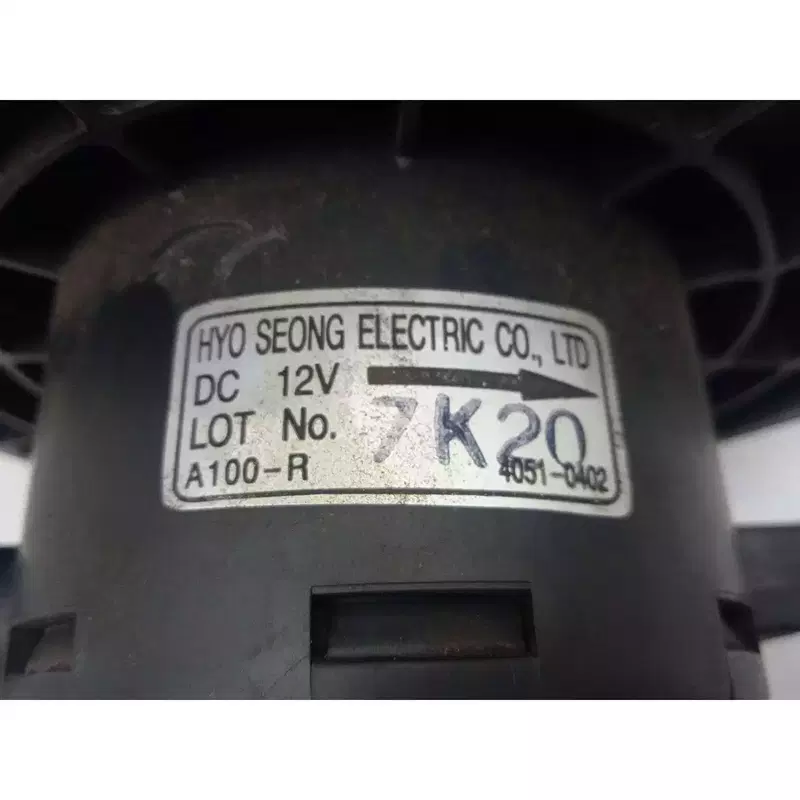 HYO SEONG ELECTRIC CO., LTD
DC 12V
LOT No. 7K20
A100-R 4051-0402